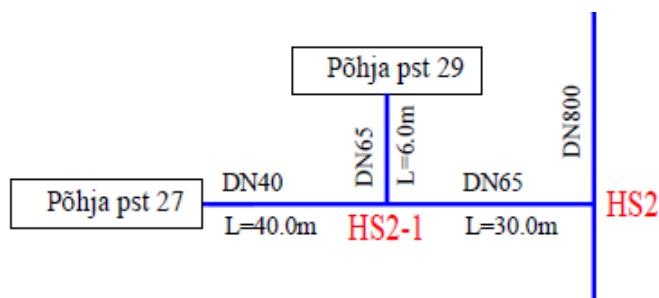 Põhja pst 29
DN800
DN65
L=6.0m
DN40
DN65
Põhja pst 27
HS2
L=40.0m
HS2-1
L=30.0m